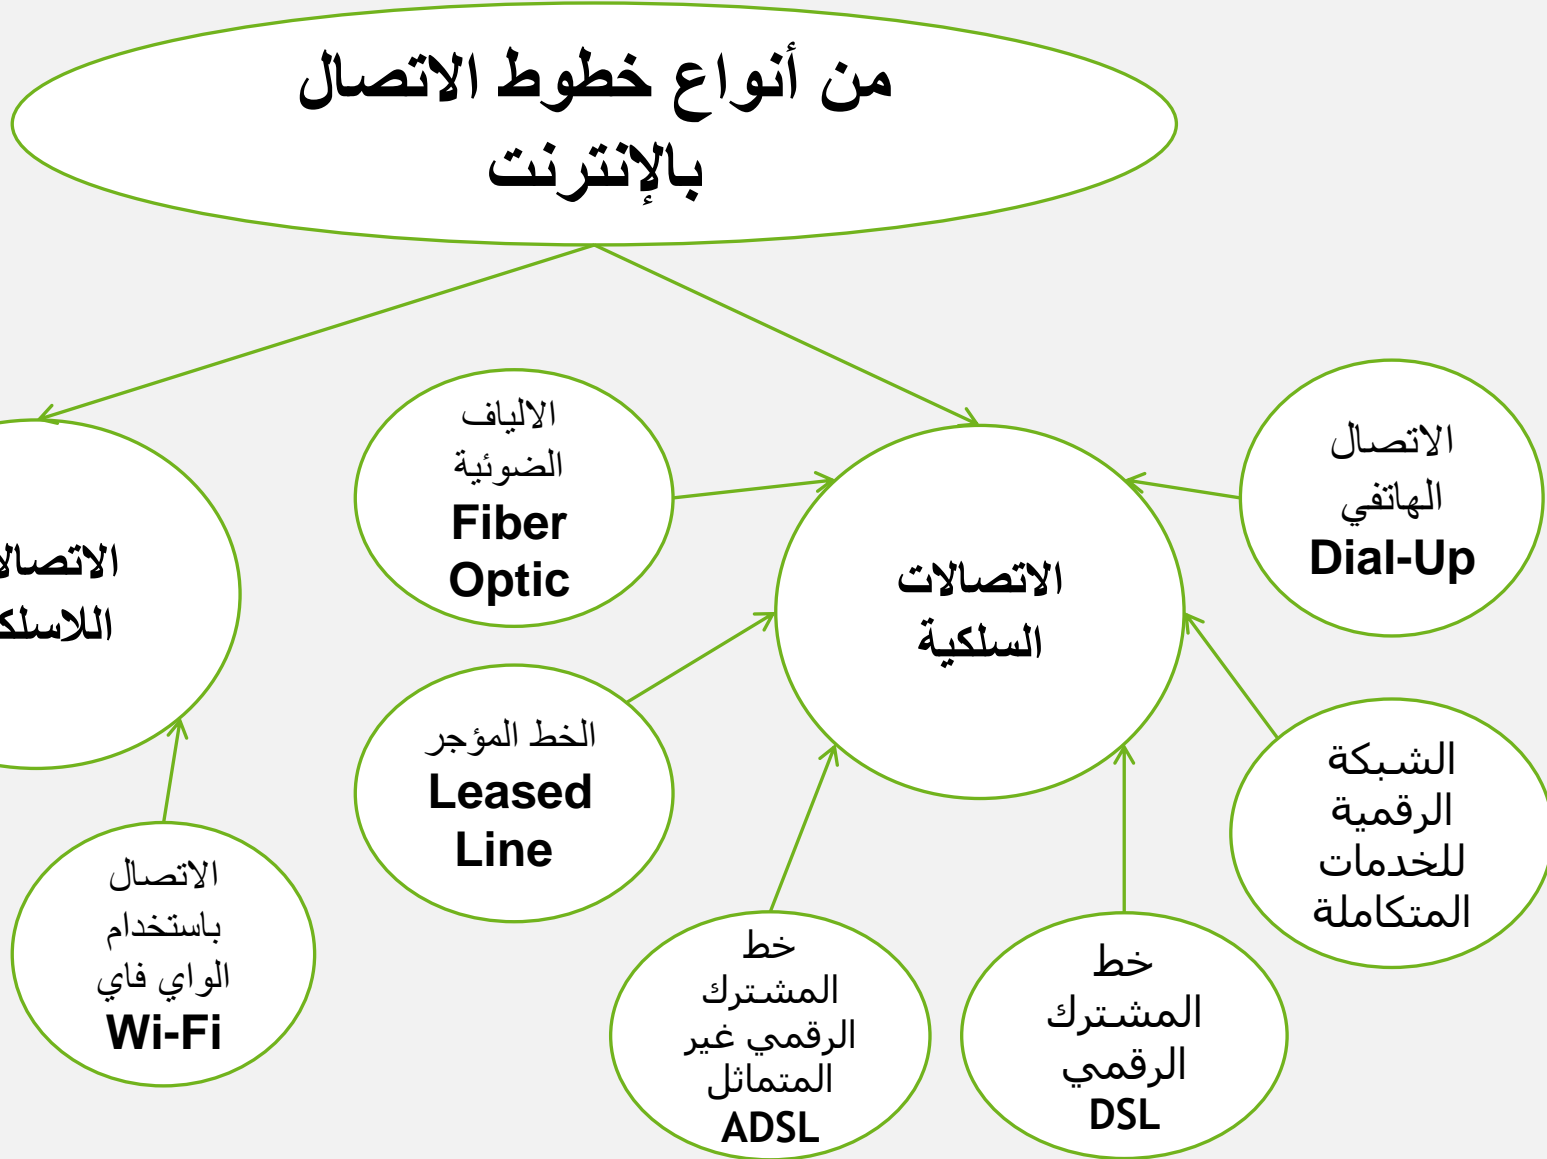 من أنواع خطوط الاتصال
بالإنترنت
الاتصال
الهاتفي
Dial-Up
الشبكة
الرقمية
للخدمات
المتكاملة
الاتصالات
السلكية
خط
المشترك
الرقمي
DSL
خط
المشترك
الرقمي غير
المتماثل
ADSL
الالياف
الضوئية
Fiber
Optic
الخط المؤجر
Leased
Line
الاتصال
باستخدام
الواي فاي
Wi-Fi